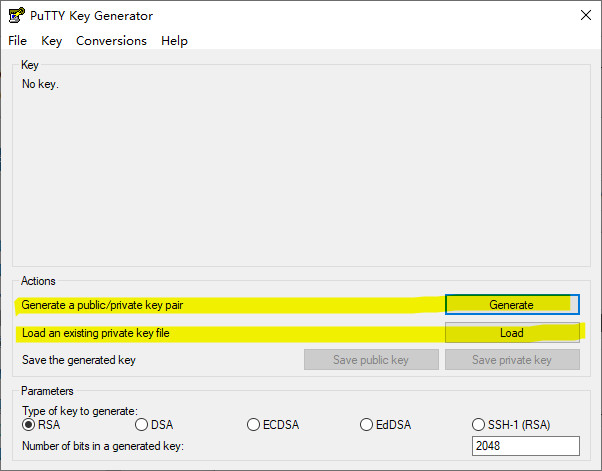 PuTTY Key Generator
File Key Conversions Help
Key
No key.
Actions
Generate a public/private key pair Generate
Load an existing private key file Load
Save the generated key Save public key Save private key
Parameters
Type of key to generate:
RSA DSA ECDSA EdDSA SSH-1 (RSA)
Number of bits in a generated key: 2048